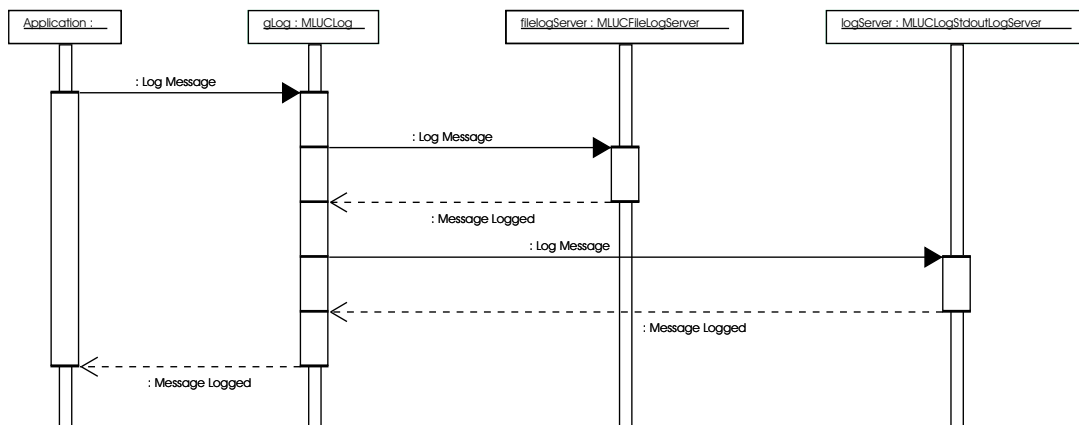 Application :
gLog : MLUCLog
filelogServer : MLUCFileLogServer
logServer : MLUCLogStdoutLogServer
: Log Message
: Log Message
: Message Logged
: Log Message
: Message Logged
: Message Logged